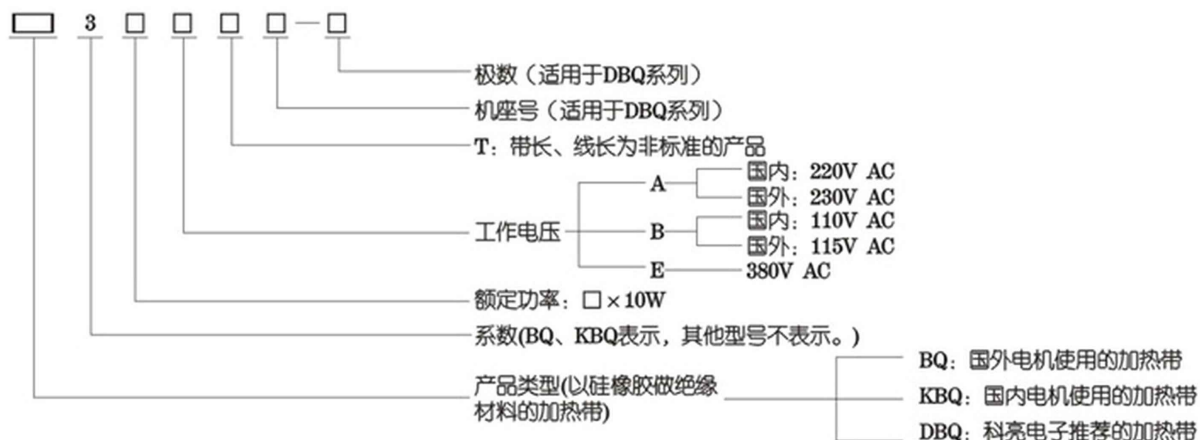 □ 3 □ □ □ □ — □
极数（适用于DBQ系列）
机座号（适用于DBQ系列）
T：带长、线长为非标准的产品
国内：220V AC
A
国外：230V AC
国内：110V AC
工作电压
B
国外：115V AC
E
380V AC
额定功率：□×10W
系数(BQ、KBQ表示，其他型号不表示。)
BQ：国外电机使用的加热带
产品类型(以硅橡胶做绝缘
材料的加热带)
KBQ：国内电机使用的加热带
DBQ：科亮电子推荐的加热带